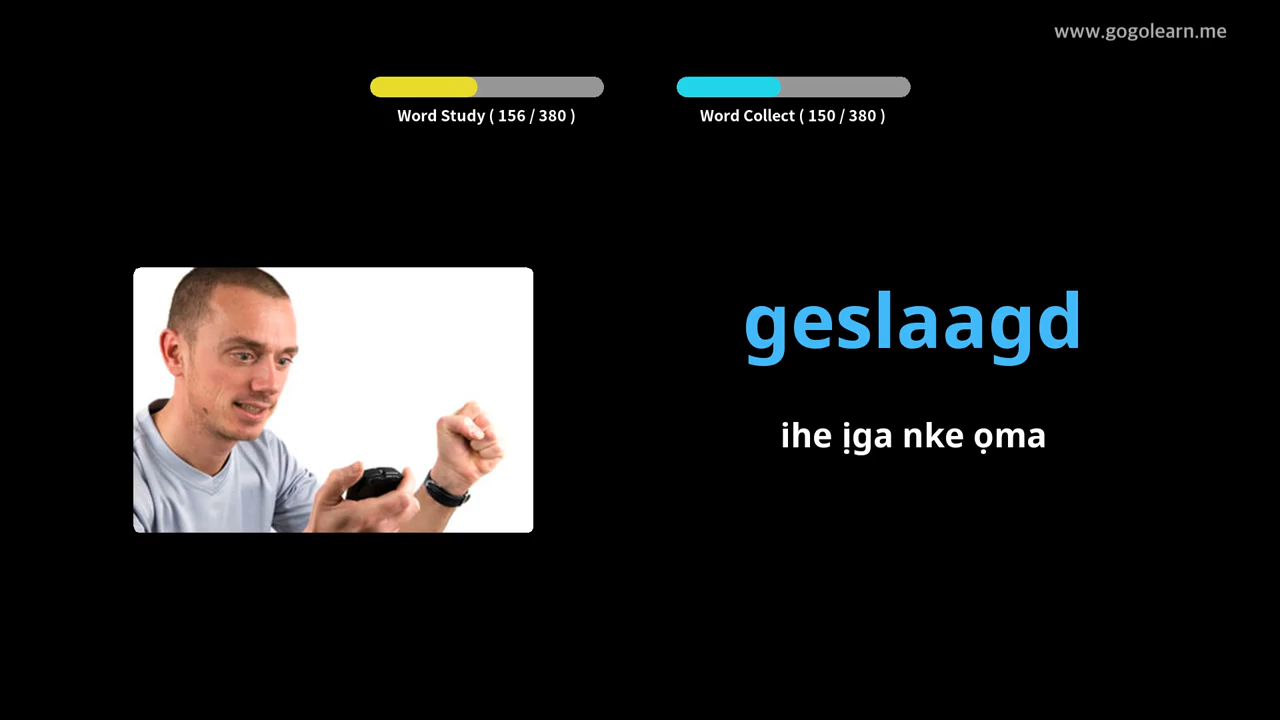 www.gogolearn.me
Word Study ( 156 / 380 )
Word Collect ( 150 / 380 )
geslaagd
ihe ịga nke ọma